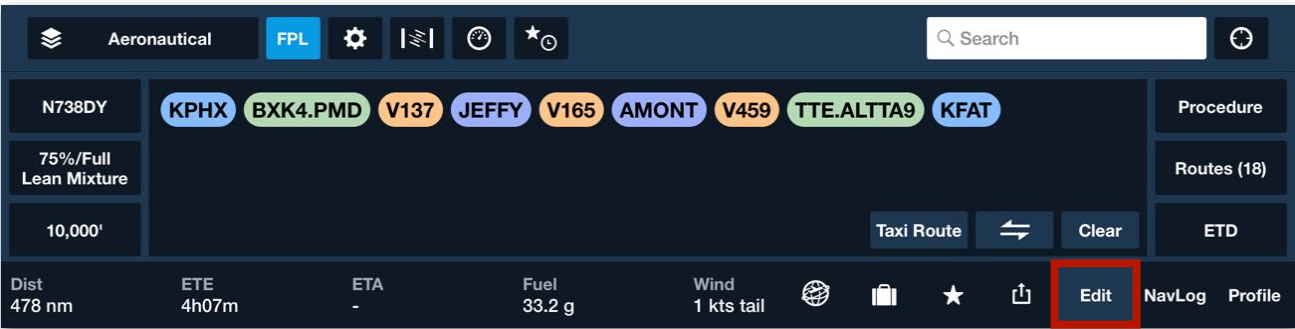 Aeronautical
FPL
Search
N738DY
KPHX BXK4.PMD V137 JEFFY V165 AMONT V459 TTE.ALTTA9 KFAT
Procedure
75%/Full
Lean Mixture
Routes (18)
10,000'
Taxi Route
Clear
ETD
Dist
478 nm
ETE
4h07m
ETA
-
Fuel
33.2 g
Wind
1 kts tail
Edit
NavLog
Profile